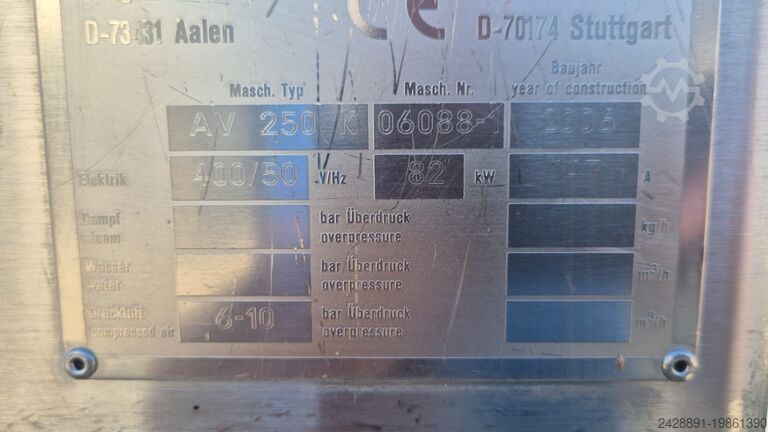 D-73431 Aalen CE D-70174 Stuttgart
Baujahr
Masch. Typ Masch. Nr. year of construction
AV 250 K 06088-1 2006
Elektrik 400/50 V/Hz 82 kW A
Dampf bar Überdruck
steam overpressure kg/h
Wasser bar Überdruck
water overpressure m³/h
Druckluft 6-10 bar Überdruck
compressed air overpressure m³/h
2428891-19861390